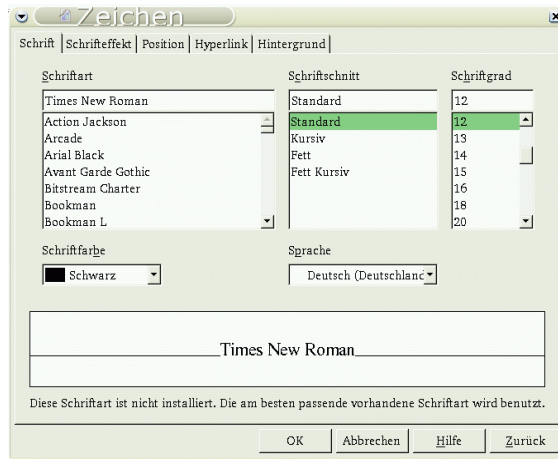 Zeichen
Schrift Schrifteffekt Position Hyperlink Hintergrund
Schriftart Schriftschnitt Schriftgrad
Times New Roman Standard 12
Action Jackson Standard 12
Arcade Kursiv 13
Arial Black Fett 14
Avant Garde Gothic Fett Kursiv 15
Bitstream Charter 16
Bookman 18
Bookman L 20
Schriftfarbe Sprache
Schwarz Deutsch (Deutschland
Times New Roman
Diese Schriftart ist nicht installiert. Die am besten passende vorhandene Schriftart wird benutzt.
OK Abbrechen Hilfe Zurück